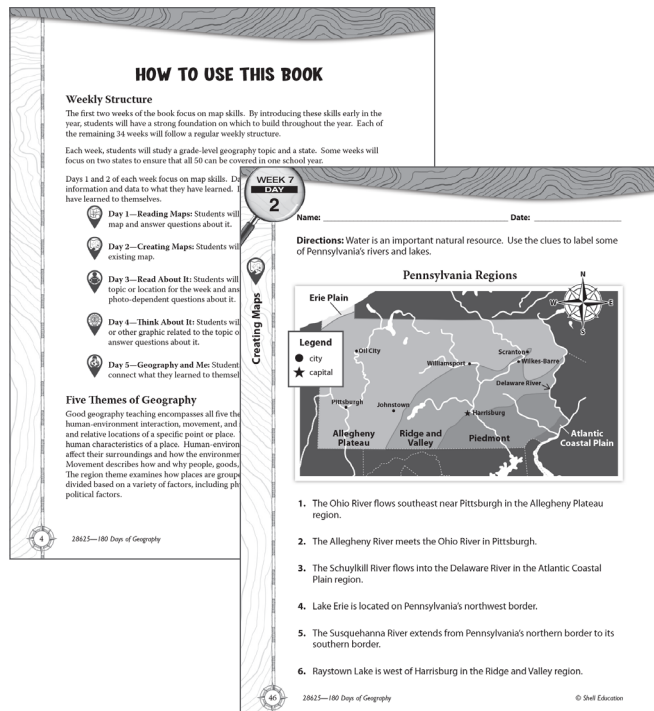 HOW TO USE THIS BOOK
Weekly Structure
The first two weeks of the book focus on map skills. By introducing these skills early in the
year, students will have a strong foundation on which to build throughout the year. Each of
the remaining 34 weeks will follow a regular weekly structure.
Each week, students will study a grade-level geography topic and a state. Some weeks will
focus on two states to ensure that all 50 can be covered in one school year.
Days 1 and 2 of each week focus on map skills.
information and data to what they have learned.
have learned to themselves.
Day 1—Reading Maps: Students will
map and answer questions about it.
Day 2—Creating Maps: Students
existing map.
Day 3—Read About It: Students will
topic or location for the week and
photo-dependent questions about it.
Day 4—Think About It: Students
or other graphic related to the topic
answer questions about it.
Day 5—Geography and Me:
connect what they learned to
Five Themes of Geography
Good geography teaching encompasses all five
human-environment interaction, movement, and
and relative locations of a specific point or place.
human characteristics of a place.
affect their surroundings and how the
Movement describes how and why people, goods,
The region theme examines how places are
divided based on a variety of factors, including
political factors.
4
28625—180 Days of Geography
WEEK 7
DAY
2
Name:
Date:
Directions: Water is an important natural resource. Use the clues to label some
of Pennsylvania's rivers and lakes.
Creating Maps
Pennsylvania Regions
N
W
E
S
Erie Plain
Legend
city
capital
Oil City
Scranton
Williamsport
Wilkes-Barre
Delaware River
Pittsburgh
Johnstown
Harrisburg
Allegheny
Plateau
Ridge and
Valley
Piedmont
Atlantic
Coastal Plain
1. The Ohio River flows southeast near Pittsburgh in the Allegheny Plateau
region.
2. The Allegheny River meets the Ohio River in Pittsburgh.
3. The Schuylkill River flows into the Delaware River in the Atlantic Coastal
Plain region.
4. Lake Erie is located on Pennsylvania's northwest border.
5. The Susquehanna River extends from Pennsylvania's northern border to its
southern border.
6. Raystown Lake is west of Harrisburg in the Ridge and Valley region.
46
28625—180 Days of Geography
© Shell Education